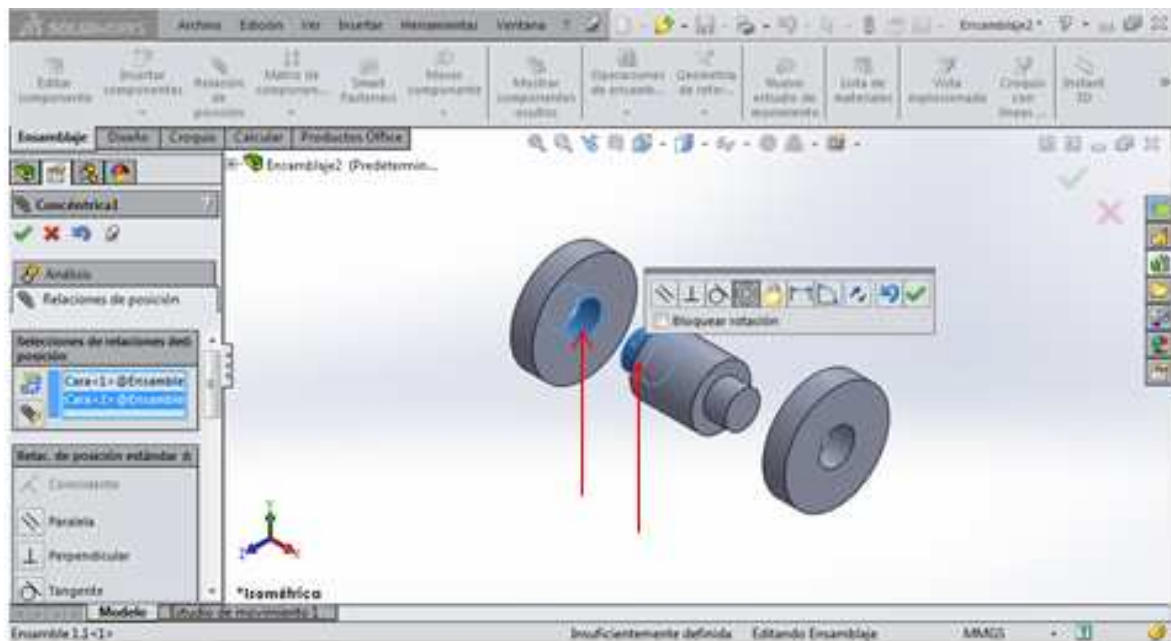 SOLIDWORKS Archivo Edición Ver Insertar Herramientas Ventana ? Ensamblaje2 *
Editar componente
Insertar componentes
Relación de posición
Matriz de componen...
Smart Fasteners
Mover componente
Mostrar componentes ocultos
Operaciones de ensamb...
Geometría de refer...
Nuevo estudio de movimiento
Lista de materiales
Vista explosionada
Croquis con líneas ...
Instant 3D
Ensamblaje Diseño Croquis Calcular Productos Office
Ensamblaje2 (Predetermin...
Concéntrica1 ?
Análisis
Relaciones de posición
Selecciones de relaciones de
posición
Cara<1>@Ensamble
Cara<2>@Ensamble
Bloquear rotación
Relac. de posición estándar
Coincidente
Paralela
Perpendicular
Tangente
Y
Z
X
*Isométrica
Modelo Estudio de movimiento 1
Ensamble 1.1<1> Insuficientemente definida Editando Ensamblaje MMGS